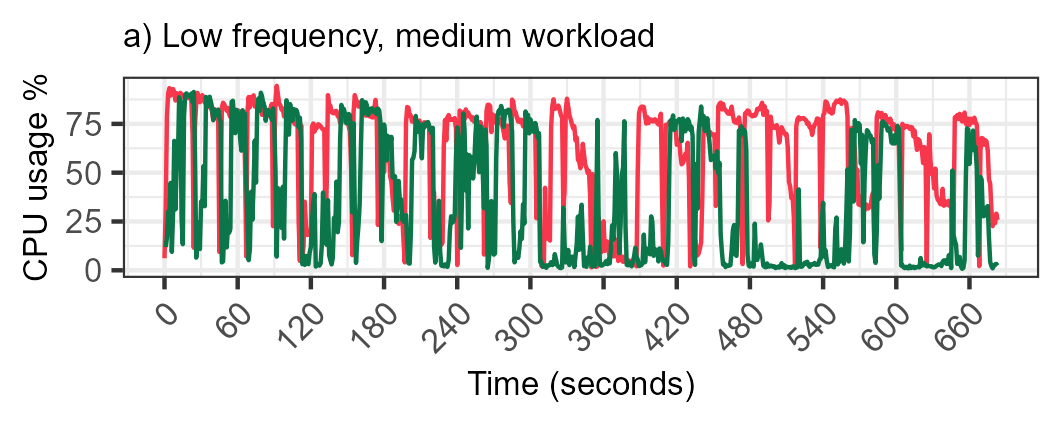 a) Low frequency, medium workload
CPU usage %
75
50
25
0
0 60 120 180 240 300 360 420 480 540 600 660
Time (seconds)